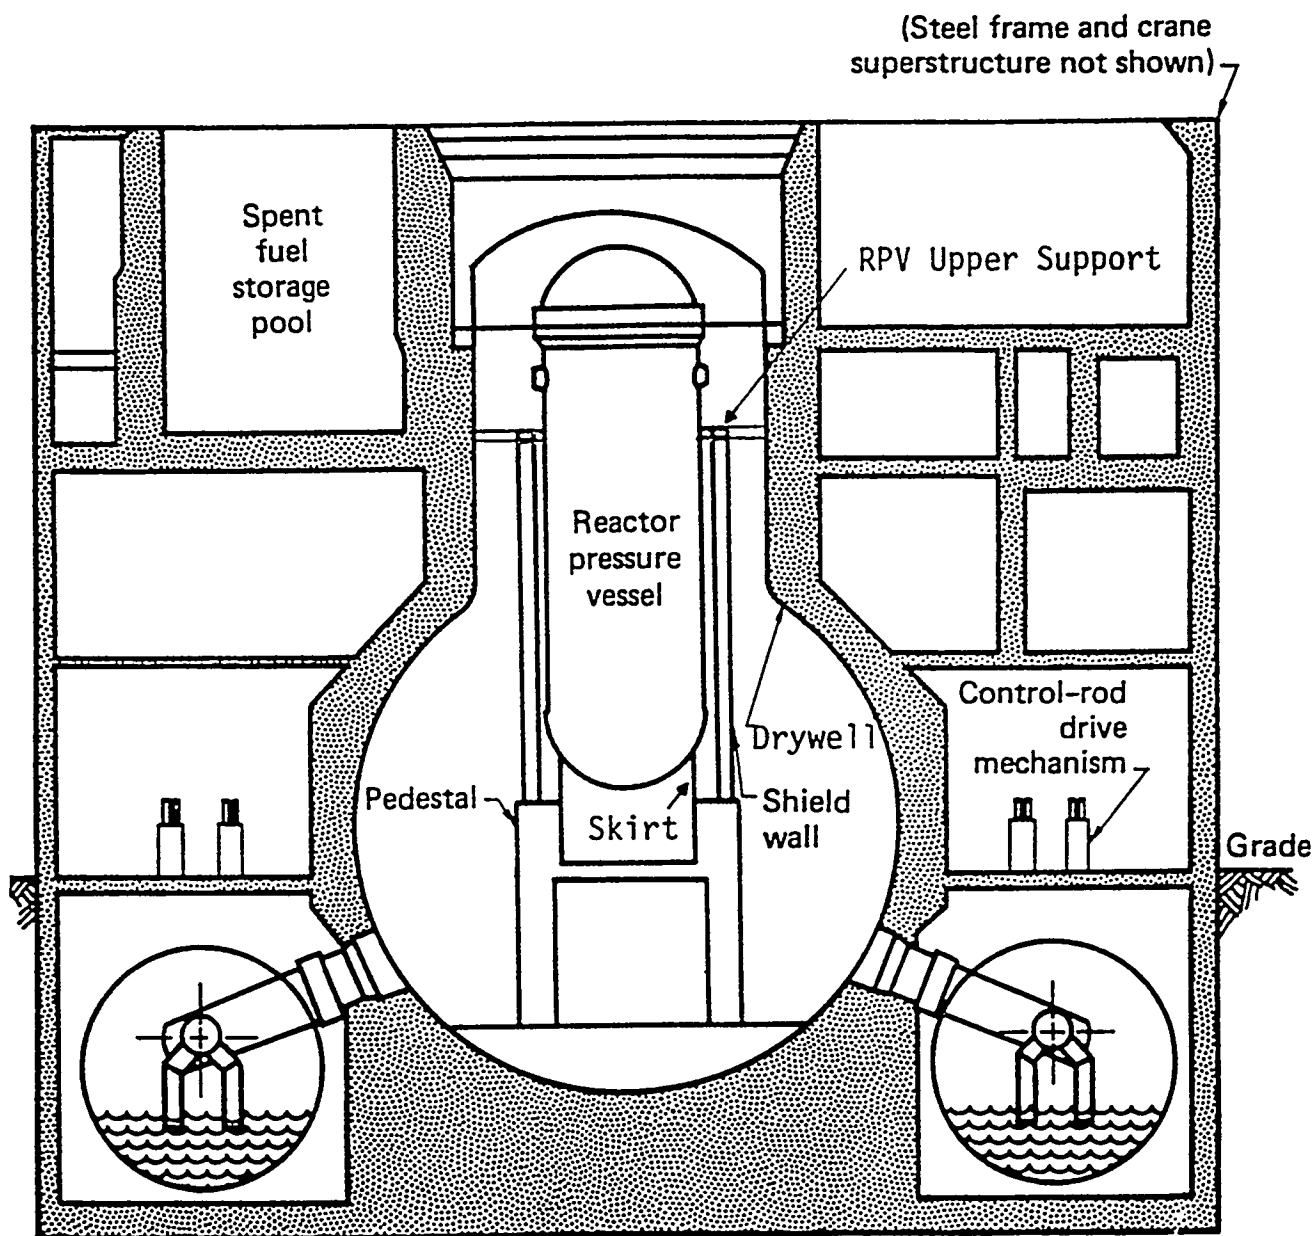 (Steel frame and crane
superstructure not shown)
Spent
fuel
storage
pool
RPV Upper Support
Reactor
pressure
vessel
Control-rod
drive
mechanism
Drywell
Pedestal
Skirt
Shield
wall
Grade